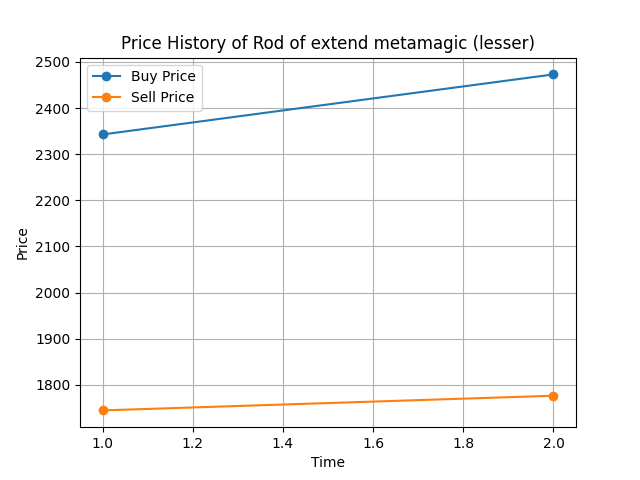 Price History of Rod of extend metamagic (lesser)
Buy Price
Sell Price
2500
2400
2300
2200
2100
2000
1900
1800
Price
1.0 1.2 1.4 1.6 1.8 2.0
Time